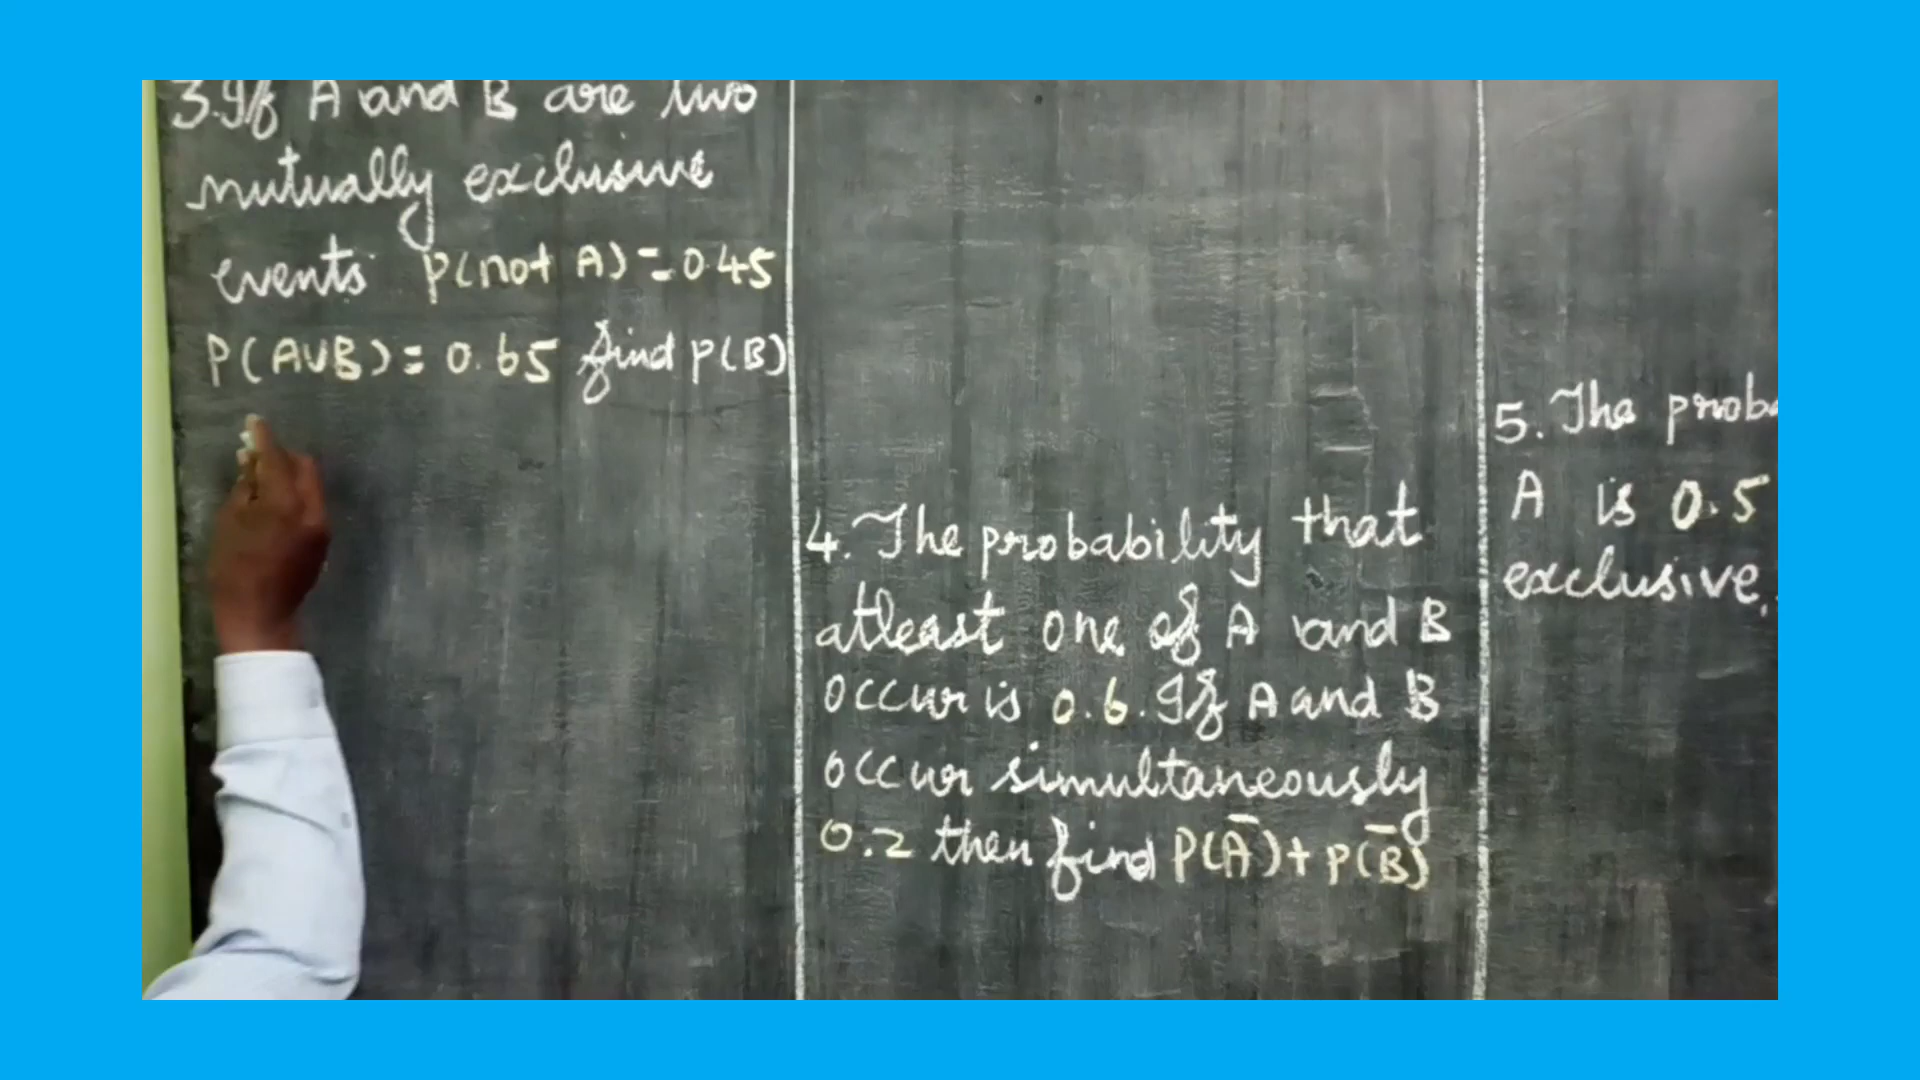 3. If A and B are two
mutually exclusive
events P(not A) = 0.45
P(A∪B) = 0.65 find P(B)
4. The probability that
atleast one of A and B
occur is 0.6. If A and B
occur simultaneously
0.2 then find P(A̅) + P(B̅)
5. The proba
A is 0.5
exclusive.